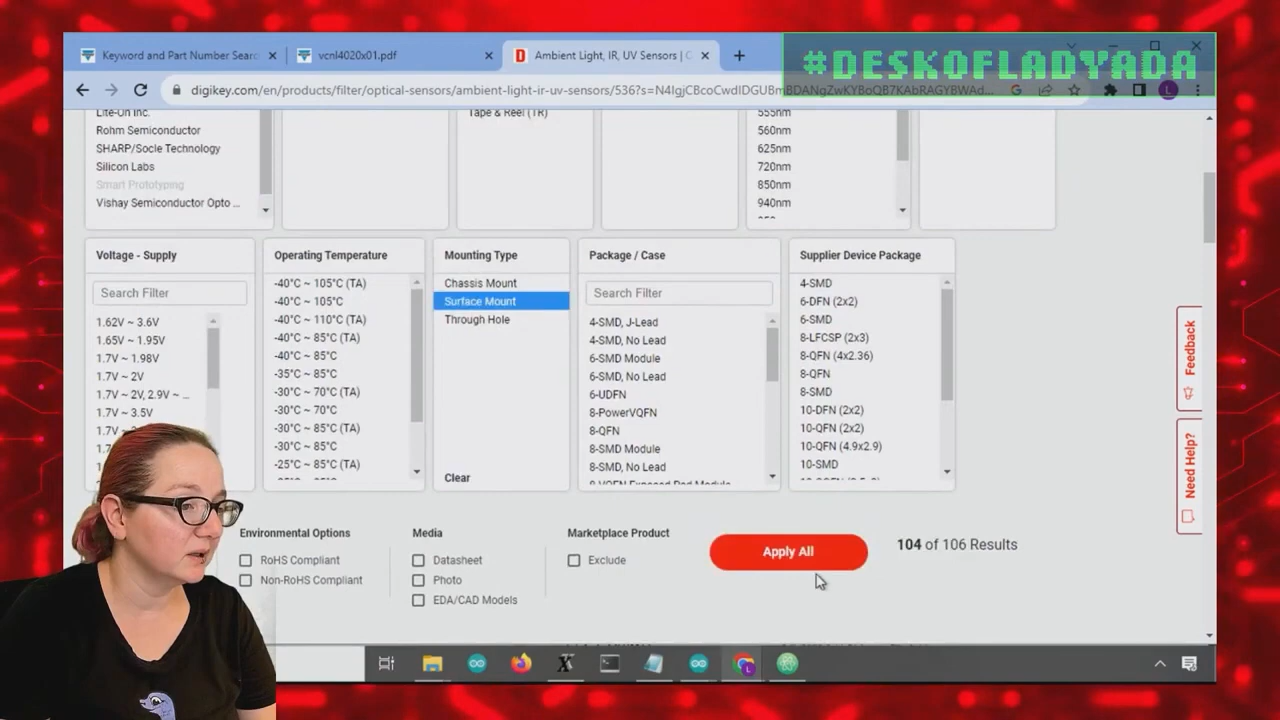 #DESKOFLADYADA
Keyword and Part Number Sear
vcnl4020x01.pdf
Ambient Light, IR, UV Sensors |
digikey.com/en/products/filter/optical-sensors/ambient-light-ir-uv-sensors/536?s=
Lite-On Inc.
Rohm Semiconductor
SHARP/Socle Technology
Silicon Labs
Smart Prototyping
Vishay Semiconductor Opto ...
Tape & Reel (TR)
555nm
560nm
625nm
720nm
850nm
940nm
Voltage - Supply
Search Filter
1.62V ~ 3.6V
1.65V ~ 1.95V
1.7V ~ 1.98V
1.7V ~ 2V
1.7V ~ 2V, 2.9V ~ ...
1.7V ~ 3.5V
Operating Temperature
-40°C ~ 105°C (TA)
-40°C ~ 105°C
-40°C ~ 110°C (TA)
-40°C ~ 85°C (TA)
-40°C ~ 85°C
-35°C ~ 85°C
-30°C ~ 70°C (TA)
-30°C ~ 70°C
-30°C ~ 85°C (TA)
-30°C ~ 85°C
-25°C ~ 85°C (TA)
Mounting Type
Chassis Mount
Surface Mount
Through Hole
Clear
Package / Case
Search Filter
4-SMD, J-Lead
4-SMD, No Lead
6-SMD Module
6-SMD, No Lead
6-UDFN
8-PowerVQFN
8-QFN
8-SMD Module
8-SMD, No Lead
8-VQFN Exposed Pad Module
Supplier Device Package
4-SMD
6-DFN (2x2)
6-SMD
8-LFCSP (2x3)
8-QFN (4x2.36)
8-QFN
8-SMD
10-DFN (2x2)
10-QFN (2x2)
10-QFN (4.9x2.9)
10-SMD
Feedback
Need Help?
Environmental Options
RoHS Compliant
Non-RoHS Compliant
Media
Datasheet
Photo
EDA/CAD Models
Marketplace Product
Exclude
Apply All
104 of 106 Results